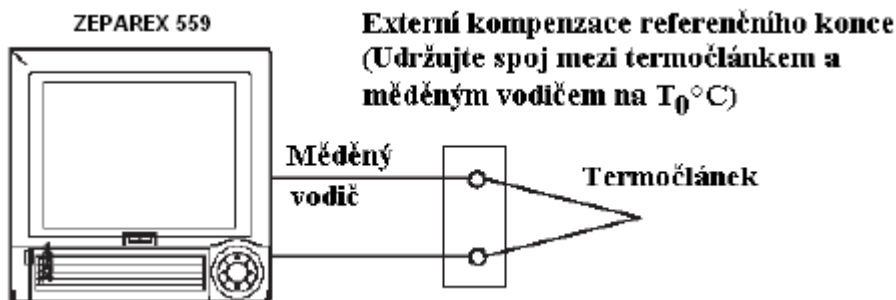 ZEPAREX 559
Externí kompenzace referenčního konce
(Udržujte spoj mezi termočlánkem a
měděným vodičem na T₀°C)
Měděný
vodič
Termočlánek